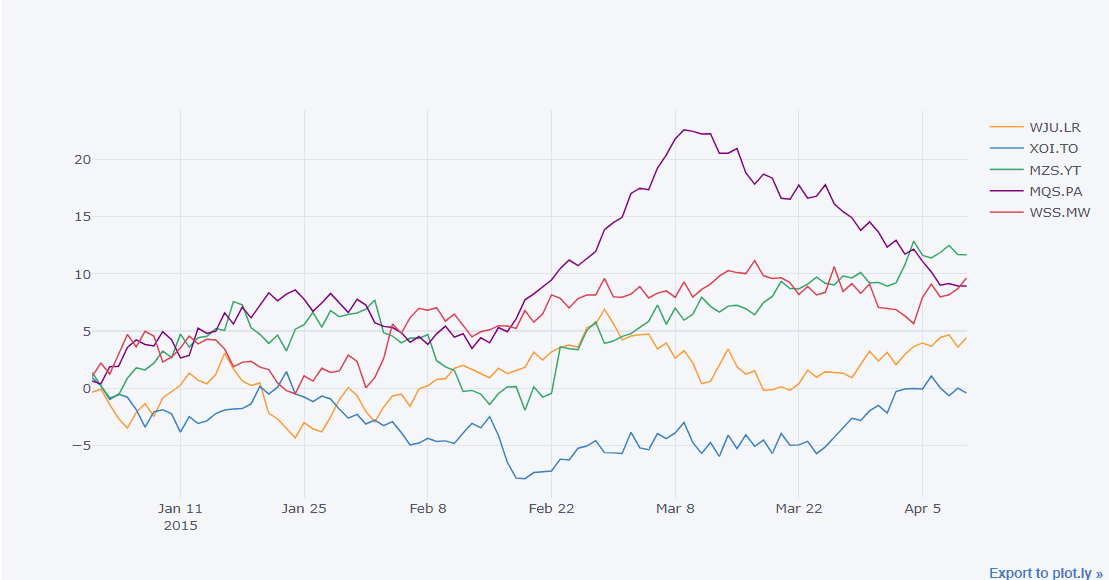 WJU.LR
XOI.TO
MZS.YT
MQS.PA
WSS.MW
20
15
10
5
0
−5
Jan 11
2015
Jan 25
Feb 8
Feb 22
Mar 8
Mar 22
Apr 5
Export to plot.ly »